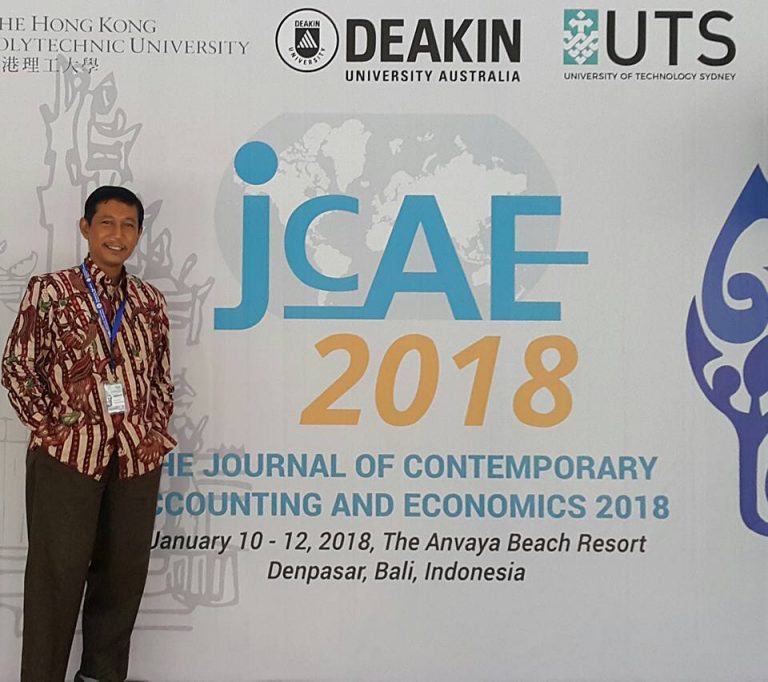 HE HONG KONG
OLYTECHNIC UNIVERSITY
港理工大學
DEAKIN
UNIVERSITY
DEAKIN
UNIVERSITY AUSTRALIA
UTS
UNIVERSITY OF TECHNOLOGY SYDNEY
jCAE
2018
HE JOURNAL OF CONTEMPORARY
CCOUNTING AND ECONOMICS 2018
January 10 - 12, 2018, The Anvaya Beach Resort
Denpasar, Bali, Indonesia